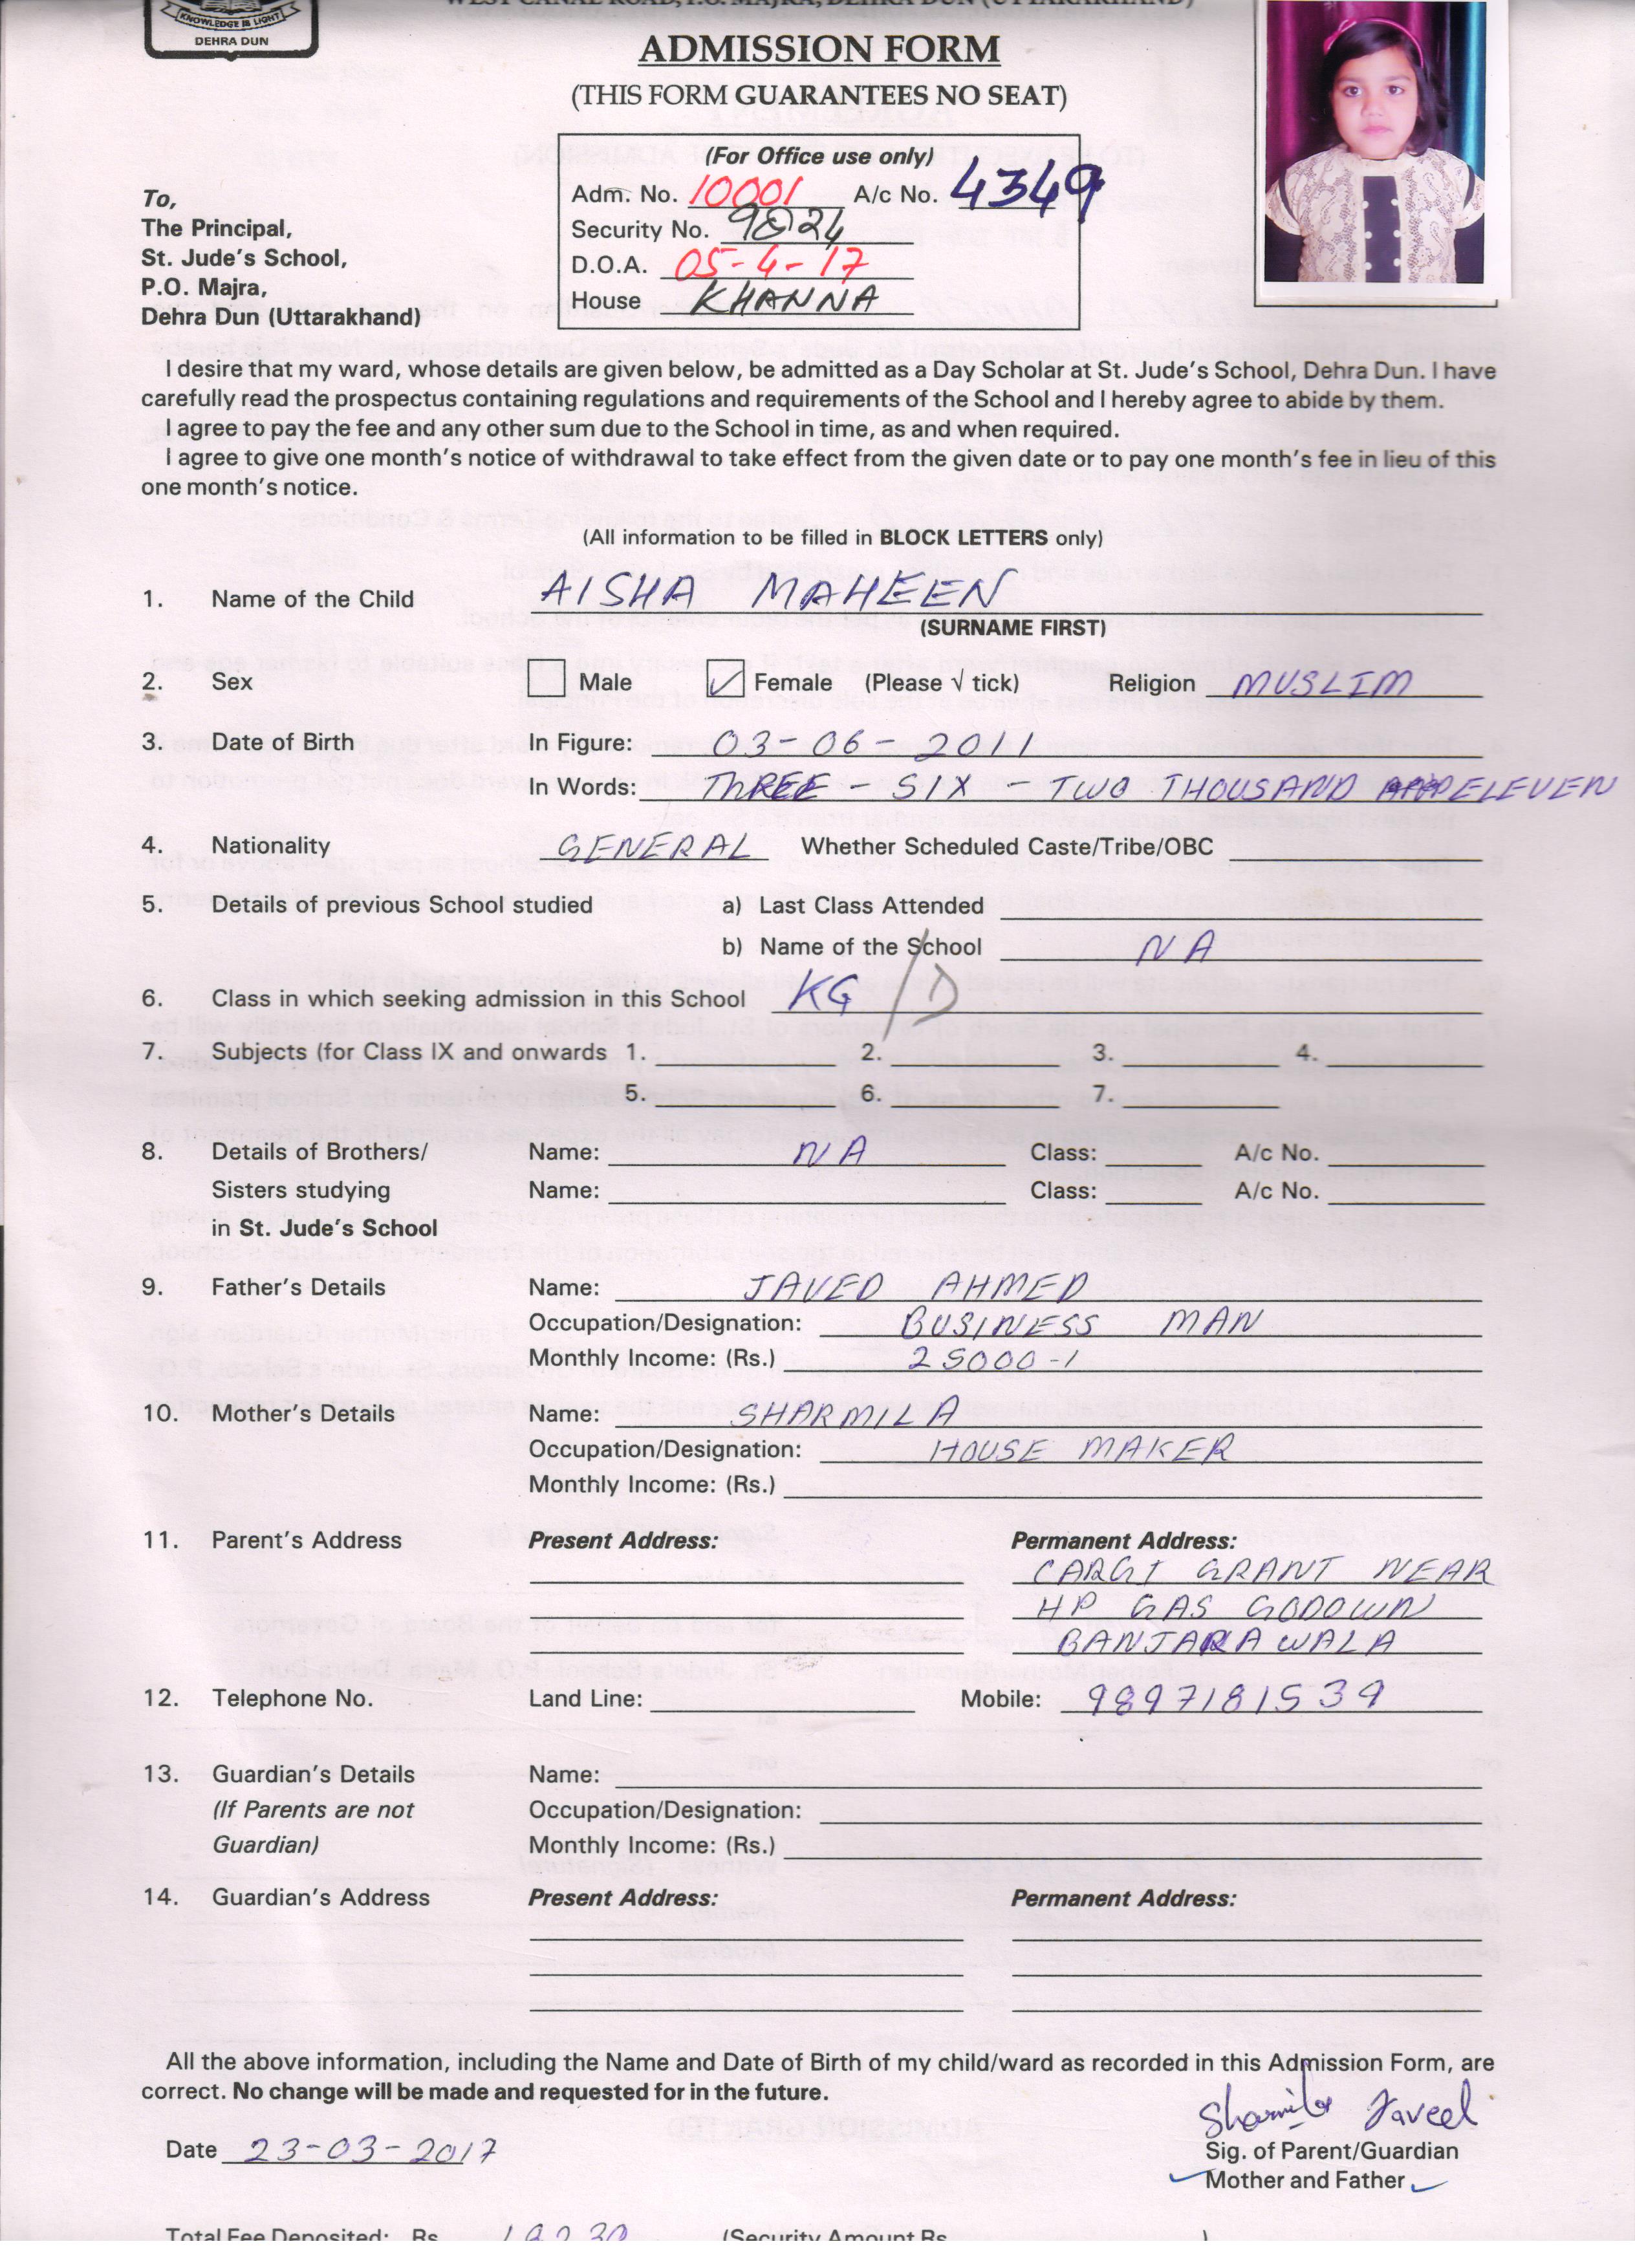 KNOWLEDGE IS LIGHT
DEHRA DUN
WEST CANAL ROAD, P.O. MAJRA, DEHRA DUN (UTTARAKHAND)
ADMISSION FORM
(THIS FORM GUARANTEES NO SEAT)
(For Office use only)
Adm. No. 10001 A/c No. 4349
Security No. 9824
D.O.A. 05-4-17
House KHANNA
To,
The Principal,
St. Jude's School,
P.O. Majra,
Dehra Dun (Uttarakhand)
I desire that my ward, whose details are given below, be admitted as a Day Scholar at St. Jude's School, Dehra Dun. I have
carefully read the prospectus containing regulations and requirements of the School and I hereby agree to abide by them.
I agree to pay the fee and any other sum due to the School in time, as and when required.
I agree to give one month's notice of withdrawal to take effect from the given date or to pay one month's fee in lieu of this
one month's notice.
(All information to be filled in BLOCK LETTERS only)
1. Name of the Child AISHA MAHEEN
(SURNAME FIRST)
2. Sex Male ✓ Female (Please √ tick) Religion MUSLIM
3. Date of Birth In Figure: 03-06-2011
In Words: THREE - SIX - TWO THOUSAND ELEVEN
4. Nationality GENERAL Whether Scheduled Caste/Tribe/OBC
5. Details of previous School studied a) Last Class Attended
b) Name of the School NA
6. Class in which seeking admission in this School KG /D
7. Subjects (for Class IX and onwards 1. 2. 3. 4.
5. 6. 7.
8. Details of Brothers/ Name: NA Class: A/c No.
Sisters studying Name: Class: A/c No.
in St. Jude's School
9. Father's Details Name: JAVED AHMED
Occupation/Designation: BUSINESS MAN
Monthly Income: (Rs.) 25000-/
10. Mother's Details Name: SHARMILA
Occupation/Designation: HOUSE MAKER
Monthly Income: (Rs.)
11. Parent's Address Present Address: Permanent Address:
CARGI GRANT NEAR
HP GAS GODOWN
BANJARAWALA
12. Telephone No. Land Line: Mobile: 9897181539
13. Guardian's Details Name:
(If Parents are not Occupation/Designation:
Guardian) Monthly Income: (Rs.)
14. Guardian's Address Present Address: Permanent Address:
All the above information, including the Name and Date of Birth of my child/ward as recorded in this Admission Form, are
correct. No change will be made and requested for in the future.
Sharmila Javed
Date 23-03-2017 Sig. of Parent/Guardian
Mother and Father
Total Fee Deposited: Rs. (Security Amount Rs. )